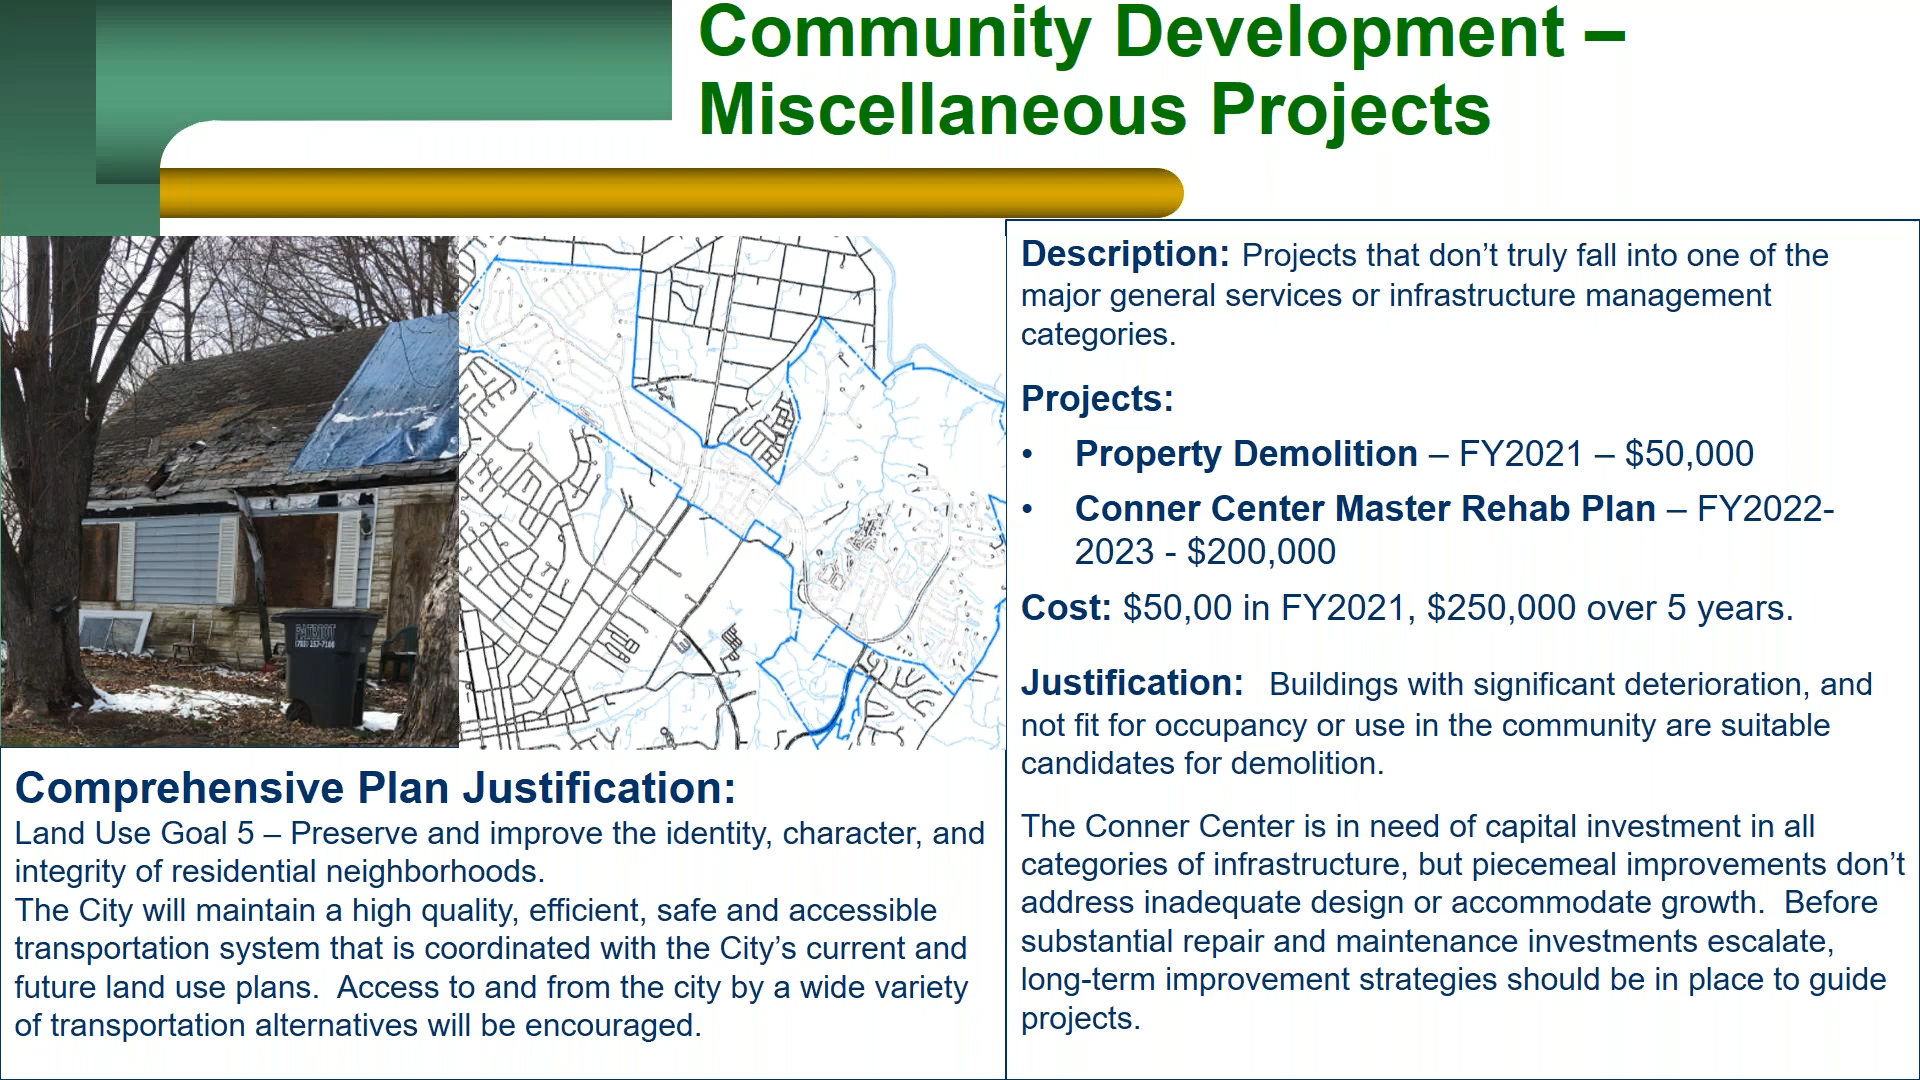 Community Development –
Miscellaneous Projects
PATRIOT
Description: Projects that don’t truly fall into one of the
major general services or infrastructure management
categories.
Projects:
• Property Demolition – FY2021 – $50,000
• Conner Center Master Rehab Plan – FY2022-
2023 - $200,000
Cost: $50,00 in FY2021, $250,000 over 5 years.
Justification: Buildings with significant deterioration, and
not fit for occupancy or use in the community are suitable
candidates for demolition.
The Conner Center is in need of capital investment in all
categories of infrastructure, but piecemeal improvements don’t
address inadequate design or accommodate growth. Before
substantial repair and maintenance investments escalate,
long-term improvement strategies should be in place to guide
projects.
Comprehensive Plan Justification:
Land Use Goal 5 – Preserve and improve the identity, character, and
integrity of residential neighborhoods.
The City will maintain a high quality, efficient, safe and accessible
transportation system that is coordinated with the City’s current and
future land use plans. Access to and from the city by a wide variety
of transportation alternatives will be encouraged.